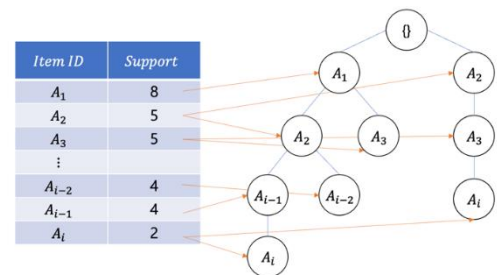 Item ID Support
A₁ 8
A₂ 5
A₃ 5
⋮
Aᵢ₋₂ 4
Aᵢ₋₁ 4
Aᵢ 2
{}
A₁ A₂
A₂ A₃ A₃
Aᵢ₋₁ Aᵢ₋₂ Aᵢ
Aᵢ